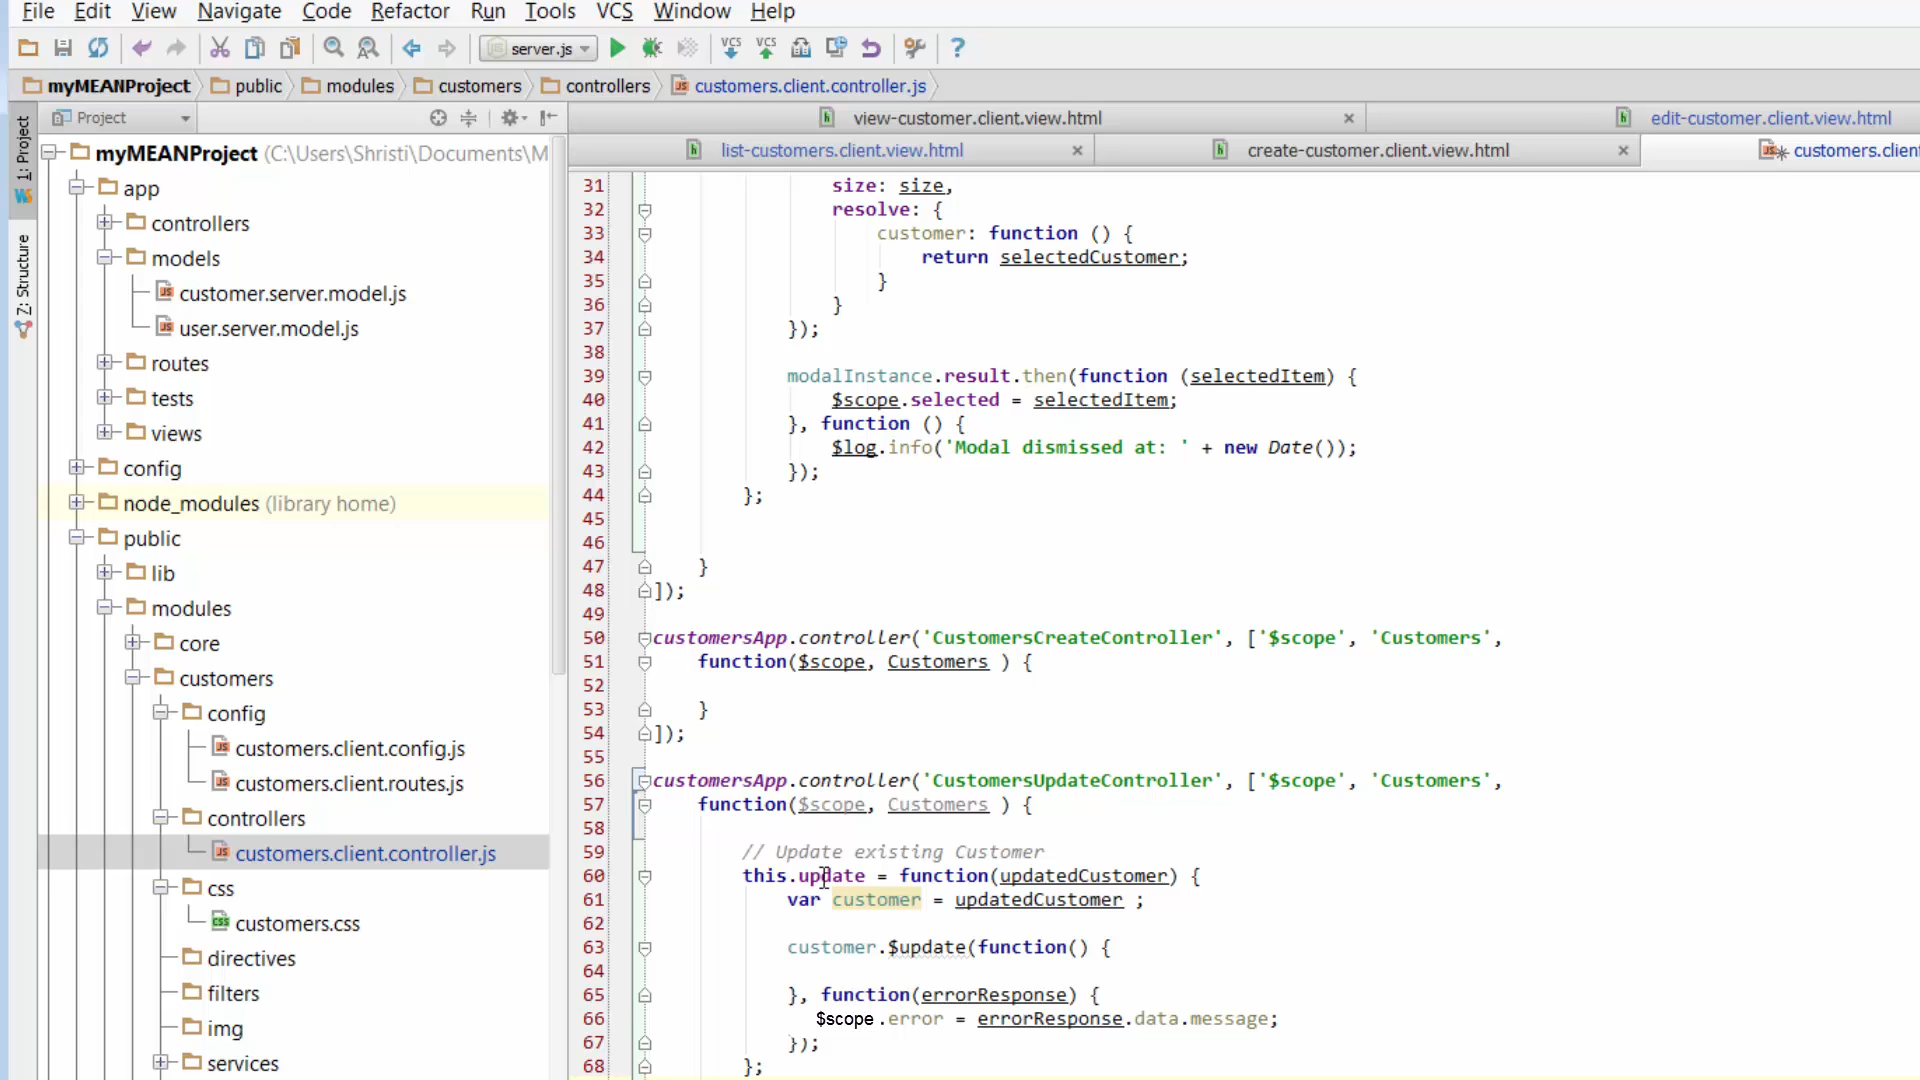 File Edit View Navigate Code Refactor Run Tools VCS Window Help
server.js VCS VCS ?
myMEANProject public modules customers controllers customers.client.controller.js
1: Project
Z: Structure
Project
myMEANProject (C:\Users\Shristi\Documents\M
app
controllers
models
customer.server.model.js
user.server.model.js
routes
tests
views
config
node_modules (library home)
public
lib
modules
core
customers
config
customers.client.config.js
customers.client.routes.js
controllers
customers.client.controller.js
css
customers.css
directives
filters
img
services
view-customer.client.view.html edit-customer.client.view.html
list-customers.client.view.html create-customer.client.view.html customers.client
31 size: size,
32 resolve: {
33 customer: function () {
34 return selectedCustomer;
35 }
36 }
37 });
38
39 modalInstance.result.then(function (selectedItem) {
40 $scope.selected = selectedItem;
41 }, function () {
42 $log.info('Modal dismissed at: ' + new Date());
43 });
44 };
45
46
47 }
48 ]);
49
50 customersApp.controller('CustomersCreateController', ['$scope', 'Customers',
51 function($scope, Customers ) {
52
53 }
54 ]);
55
56 customersApp.controller('CustomersUpdateController', ['$scope', 'Customers',
57 function($scope, Customers ) {
58
59 // Update existing Customer
60 this.update = function(updatedCustomer) {
61 var customer = updatedCustomer ;
62
63 customer.$update(function() {
64
65 }, function(errorResponse) {
66 $scope .error = errorResponse.data.message;
67 });
68 };